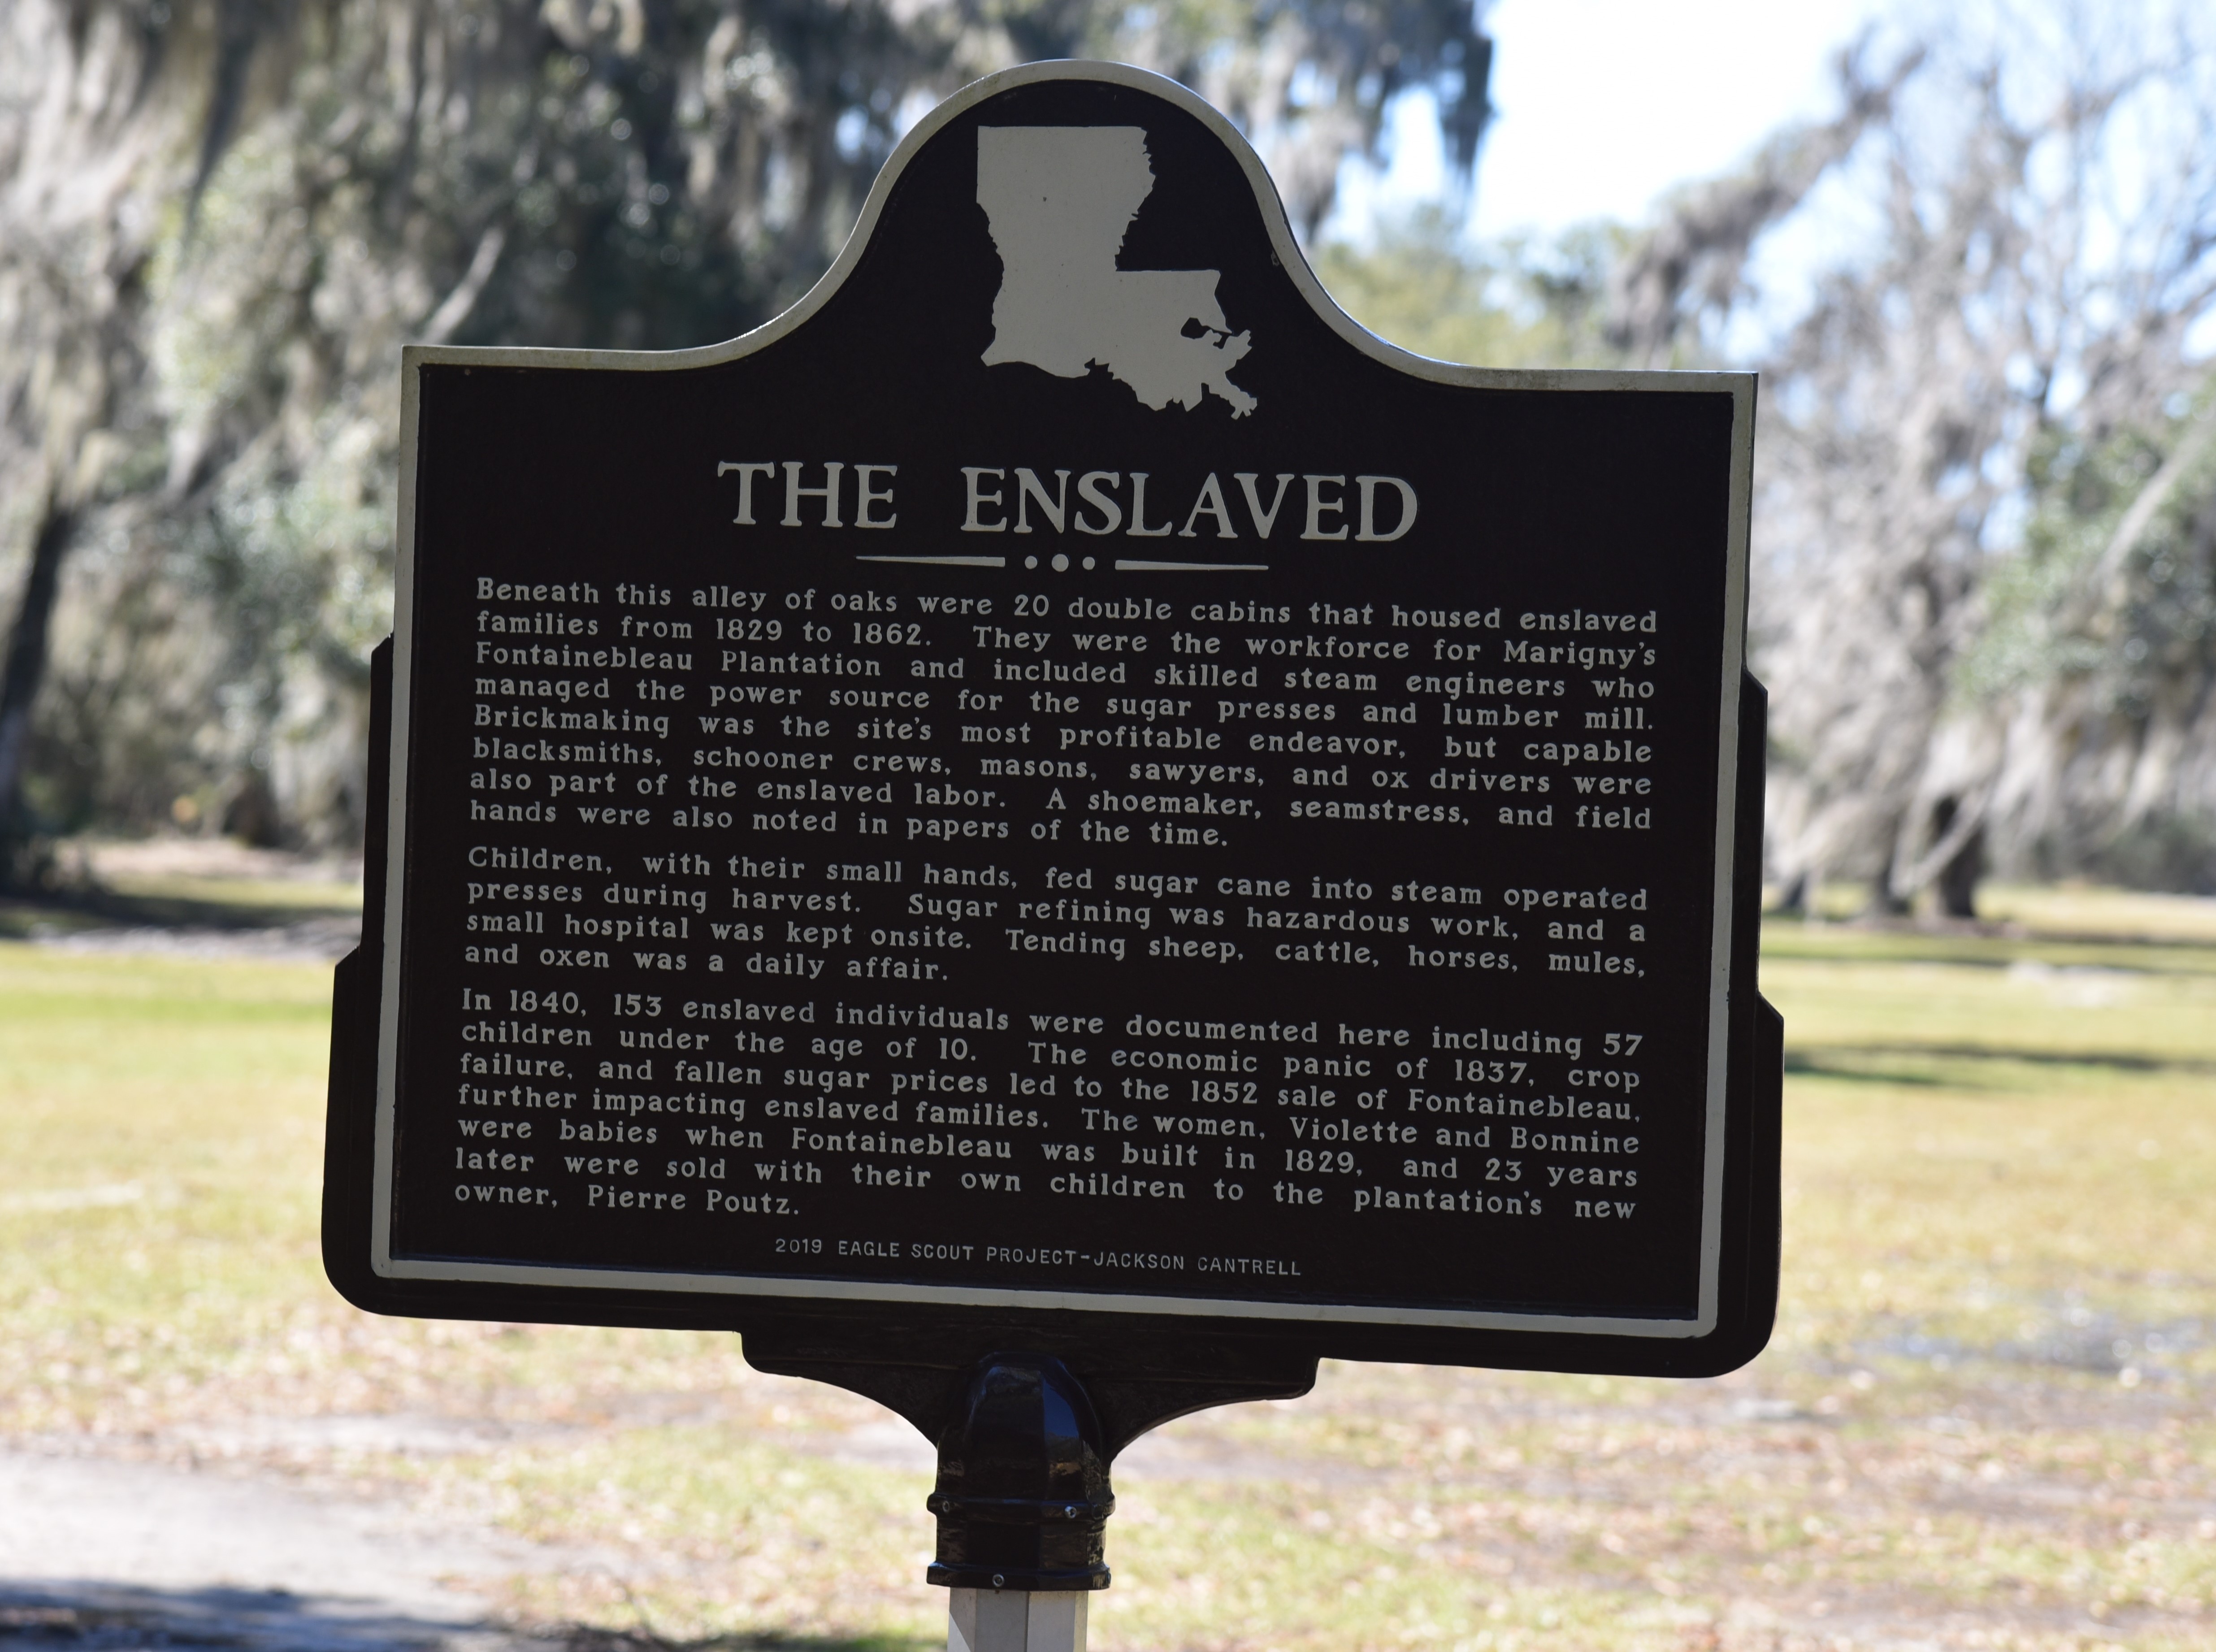 THE ENSLAVED
Beneath this alley of oaks were 20 double cabins that housed enslaved
families from 1829 to 1862. They were the workforce for Marigny's
Fontainebleau Plantation and included skilled steam engineers who
managed the power source for the sugar presses and lumber mill.
Brickmaking was the site's most profitable endeavor, but capable
blacksmiths, schooner crews, masons, sawyers, and ox drivers were
also part of the enslaved labor. A shoemaker, seamstress, and field
hands were also noted in papers of the time.
Children, with their small hands, fed sugar cane into steam operated
presses during harvest. Sugar refining was hazardous work, and a
small hospital was kept onsite. Tending sheep, cattle, horses, mules,
and oxen was a daily affair.
In 1840, 153 enslaved individuals were documented here including 57
children under the age of 10. The economic panic of 1837, crop
failure, and fallen sugar prices led to the 1852 sale of Fontainebleau,
further impacting enslaved families. The women, Violette and Bonnine
were babies when Fontainebleau was built in 1829, and 23 years
later were sold with their own children to the plantation's new
owner, Pierre Poutz.
2019 EAGLE SCOUT PROJECT-JACKSON CANTRELL